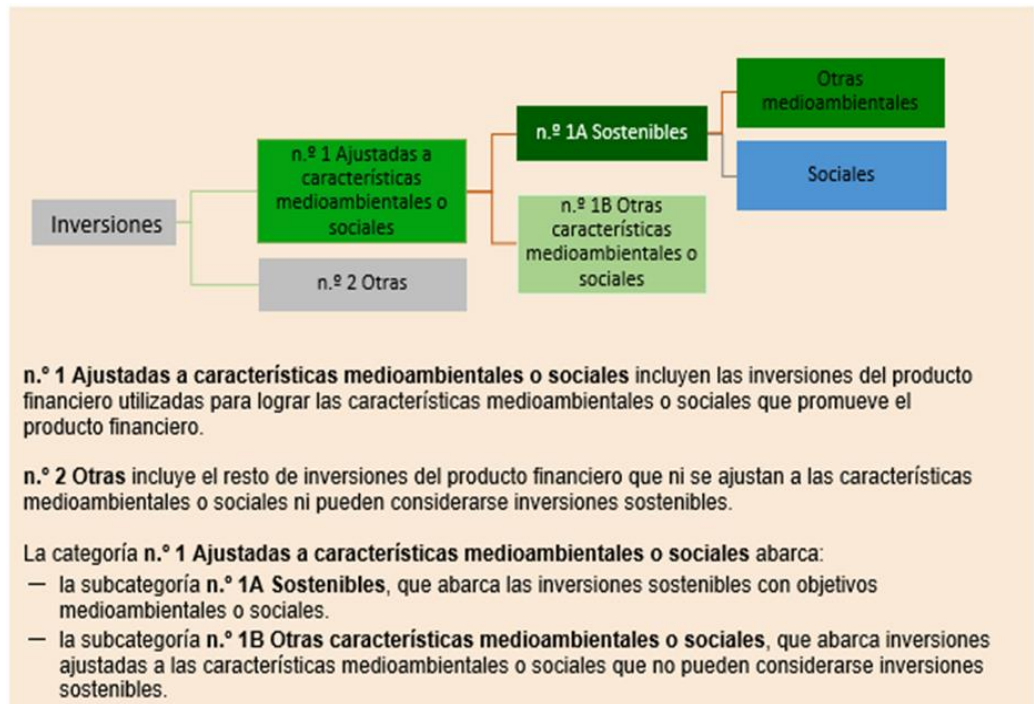 Inversiones
n.º 1 Ajustadas a
características
medioambientales o
sociales
n.º 2 Otras
n.º 1A Sostenibles
n.º 1B Otras
características
medioambientales o
sociales
Otras
medioambientales
Sociales
n.º 1 Ajustadas a características medioambientales o sociales incluyen las inversiones del producto
financiero utilizadas para lograr las características medioambientales o sociales que promueve el
producto financiero.
n.º 2 Otras incluye el resto de inversiones del producto financiero que ni se ajustan a las características
medioambientales o sociales ni pueden considerarse inversiones sostenibles.
La categoría n.º 1 Ajustadas a características medioambientales o sociales abarca:
— la subcategoría n.º 1A Sostenibles, que abarca las inversiones sostenibles con objetivos
medioambientales o sociales.
— la subcategoría n.º 1B Otras características medioambientales o sociales, que abarca inversiones
ajustadas a las características medioambientales o sociales que no pueden considerarse inversiones
sostenibles.